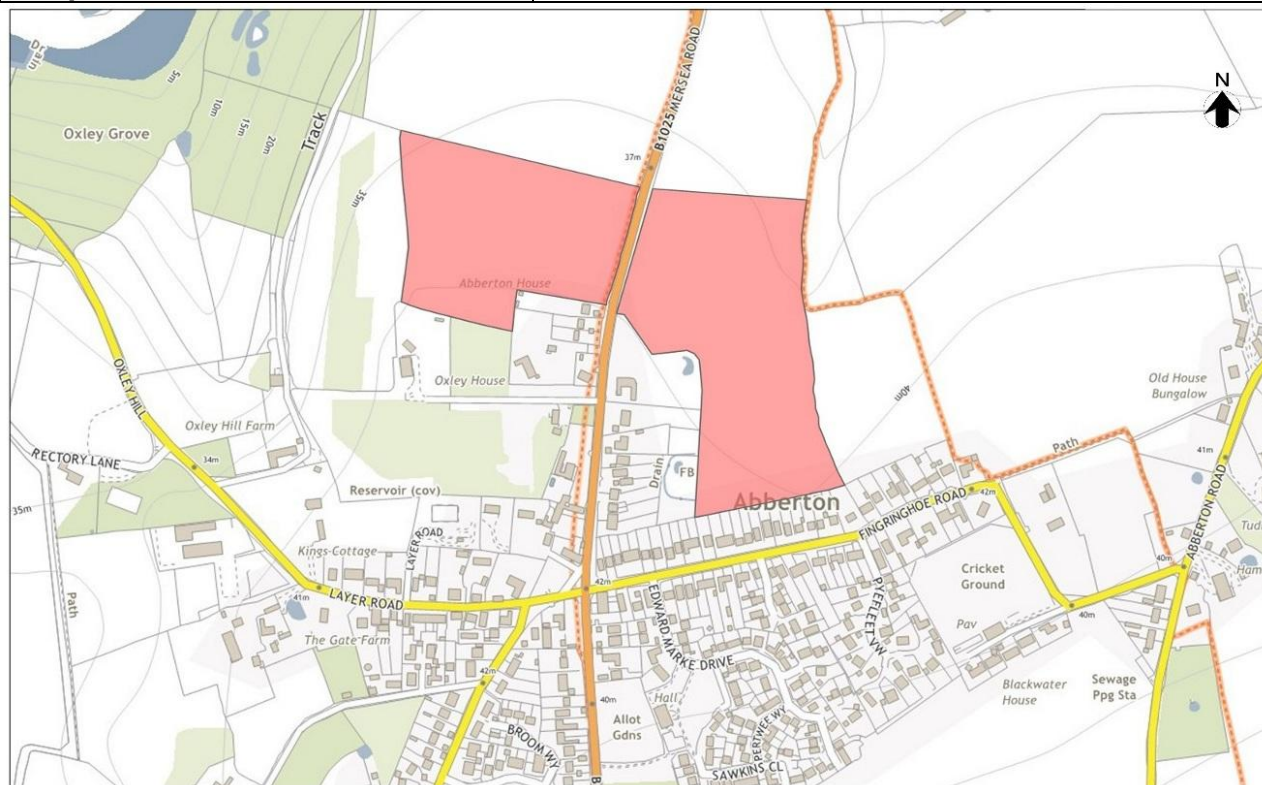 N
Drain
Oxley Grove
5m
10m
15m
20m
Track
35m
37m
B1025 MERSEA ROAD
Abberton House
Oxley House
OXLEY HILL
Oxley Hill Farm
RECTORY LANE
34m
35m
Reservoir (cov)
Kings Cottage
LAYER ROAD
41m
LAYER ROAD
The Gate Farm
Path
42m
42m
Drain
FB
Abberton
40m
FINGRINGHOE ROAD
42m
Path
Old House
Bungalow
41m
ABBERTON ROAD
40m
Cricket
Ground
Pav
40m
EDWARD MARKE DRIVE
PYEFLEET VW
Blackwater
House
Sewage
Ppg Sta
Hall
40m
Allot
Gdns
BROOM WY
PERTWEE WY
SAWKINS CL